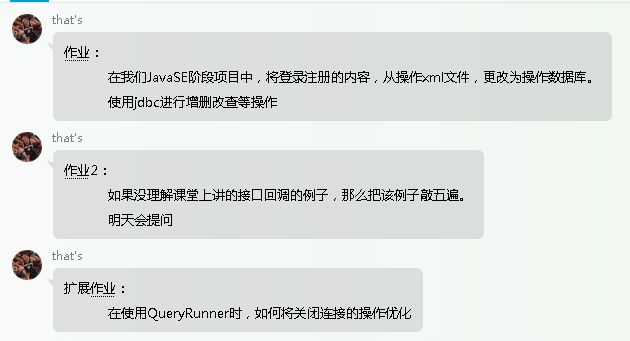 that's
作业：
在我们JavaSE阶段项目中，将登录注册的内容，从操作xml文件，更改为操作数据库。
使用jdbc进行增删改查等操作
that's
作业2：
如果没理解课堂上讲的接口回调的例子，那么把该例子敲五遍。
明天会提问
that's
扩展作业：
在使用QueryRunner时，如何将关闭连接的操作优化